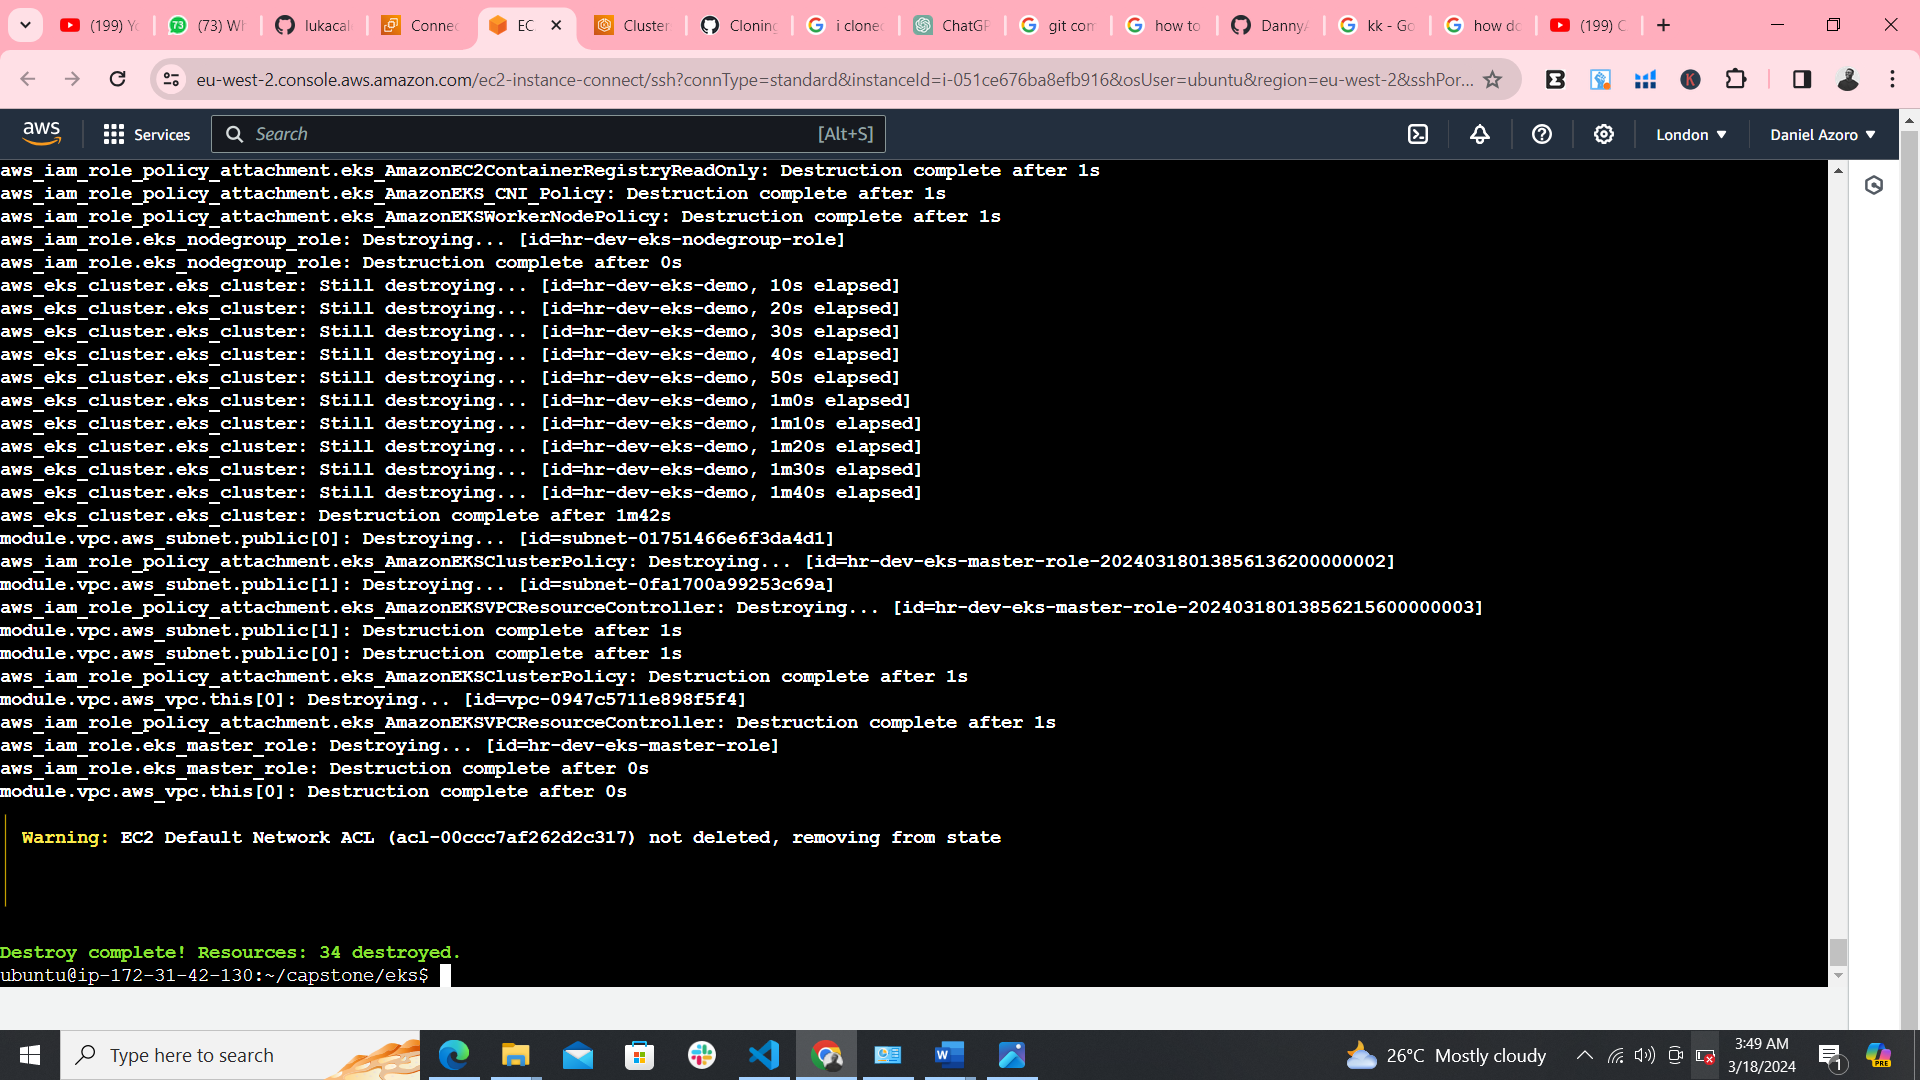 (199) Yo
(73) Wh
lukacale
Connec
EC
Cluster
Cloning
i cloned
ChatGP
git com
how to
DannyA
kk - Go
how do
(199) C
eu-west-2.console.aws.amazon.com/ec2-instance-connect/ssh?connType=standard&instanceId=i-051ce676ba8efb916&osUser=ubuntu&region=eu-west-2&sshPor...
aws
Services
Search
[Alt+S]
London
Daniel Azoro
aws_iam_role_policy_attachment.eks_AmazonEC2ContainerRegistryReadOnly: Destruction complete after 1s
aws_iam_role_policy_attachment.eks_AmazonEKS_CNI_Policy: Destruction complete after 1s
aws_iam_role_policy_attachment.eks_AmazonEKSWorkerNodePolicy: Destruction complete after 1s
aws_iam_role.eks_nodegroup_role: Destroying... [id=hr-dev-eks-nodegroup-role]
aws_iam_role.eks_nodegroup_role: Destruction complete after 0s
aws_eks_cluster.eks_cluster: Still destroying... [id=hr-dev-eks-demo, 10s elapsed]
aws_eks_cluster.eks_cluster: Still destroying... [id=hr-dev-eks-demo, 20s elapsed]
aws_eks_cluster.eks_cluster: Still destroying... [id=hr-dev-eks-demo, 30s elapsed]
aws_eks_cluster.eks_cluster: Still destroying... [id=hr-dev-eks-demo, 40s elapsed]
aws_eks_cluster.eks_cluster: Still destroying... [id=hr-dev-eks-demo, 50s elapsed]
aws_eks_cluster.eks_cluster: Still destroying... [id=hr-dev-eks-demo, 1m0s elapsed]
aws_eks_cluster.eks_cluster: Still destroying... [id=hr-dev-eks-demo, 1m10s elapsed]
aws_eks_cluster.eks_cluster: Still destroying... [id=hr-dev-eks-demo, 1m20s elapsed]
aws_eks_cluster.eks_cluster: Still destroying... [id=hr-dev-eks-demo, 1m30s elapsed]
aws_eks_cluster.eks_cluster: Still destroying... [id=hr-dev-eks-demo, 1m40s elapsed]
aws_eks_cluster.eks_cluster: Destruction complete after 1m42s
module.vpc.aws_subnet.public[0]: Destroying... [id=subnet-01751466e6f3da4d1]
aws_iam_role_policy_attachment.eks_AmazonEKSClusterPolicy: Destroying... [id=hr-dev-eks-master-role-20240318013856136200000002]
module.vpc.aws_subnet.public[1]: Destroying... [id=subnet-0fa1700a99253c69a]
aws_iam_role_policy_attachment.eks_AmazonEKSVPCResourceController: Destroying... [id=hr-dev-eks-master-role-20240318013856215600000003]
module.vpc.aws_subnet.public[1]: Destruction complete after 1s
module.vpc.aws_subnet.public[0]: Destruction complete after 1s
aws_iam_role_policy_attachment.eks_AmazonEKSClusterPolicy: Destruction complete after 1s
module.vpc.aws_vpc.this[0]: Destroying... [id=vpc-0947c5711e898f5f4]
aws_iam_role_policy_attachment.eks_AmazonEKSVPCResourceController: Destruction complete after 1s
aws_iam_role.eks_master_role: Destroying... [id=hr-dev-eks-master-role]
aws_iam_role.eks_master_role: Destruction complete after 0s
module.vpc.aws_vpc.this[0]: Destruction complete after 0s
Warning: EC2 Default Network ACL (acl-00ccc7af262d2c317) not deleted, removing from state
Destroy complete! Resources: 34 destroyed.
ubuntu@ip-172-31-42-130:~/capstone/eks$
Type here to search
26°C Mostly cloudy
3:49 AM
3/18/2024
1
PRE